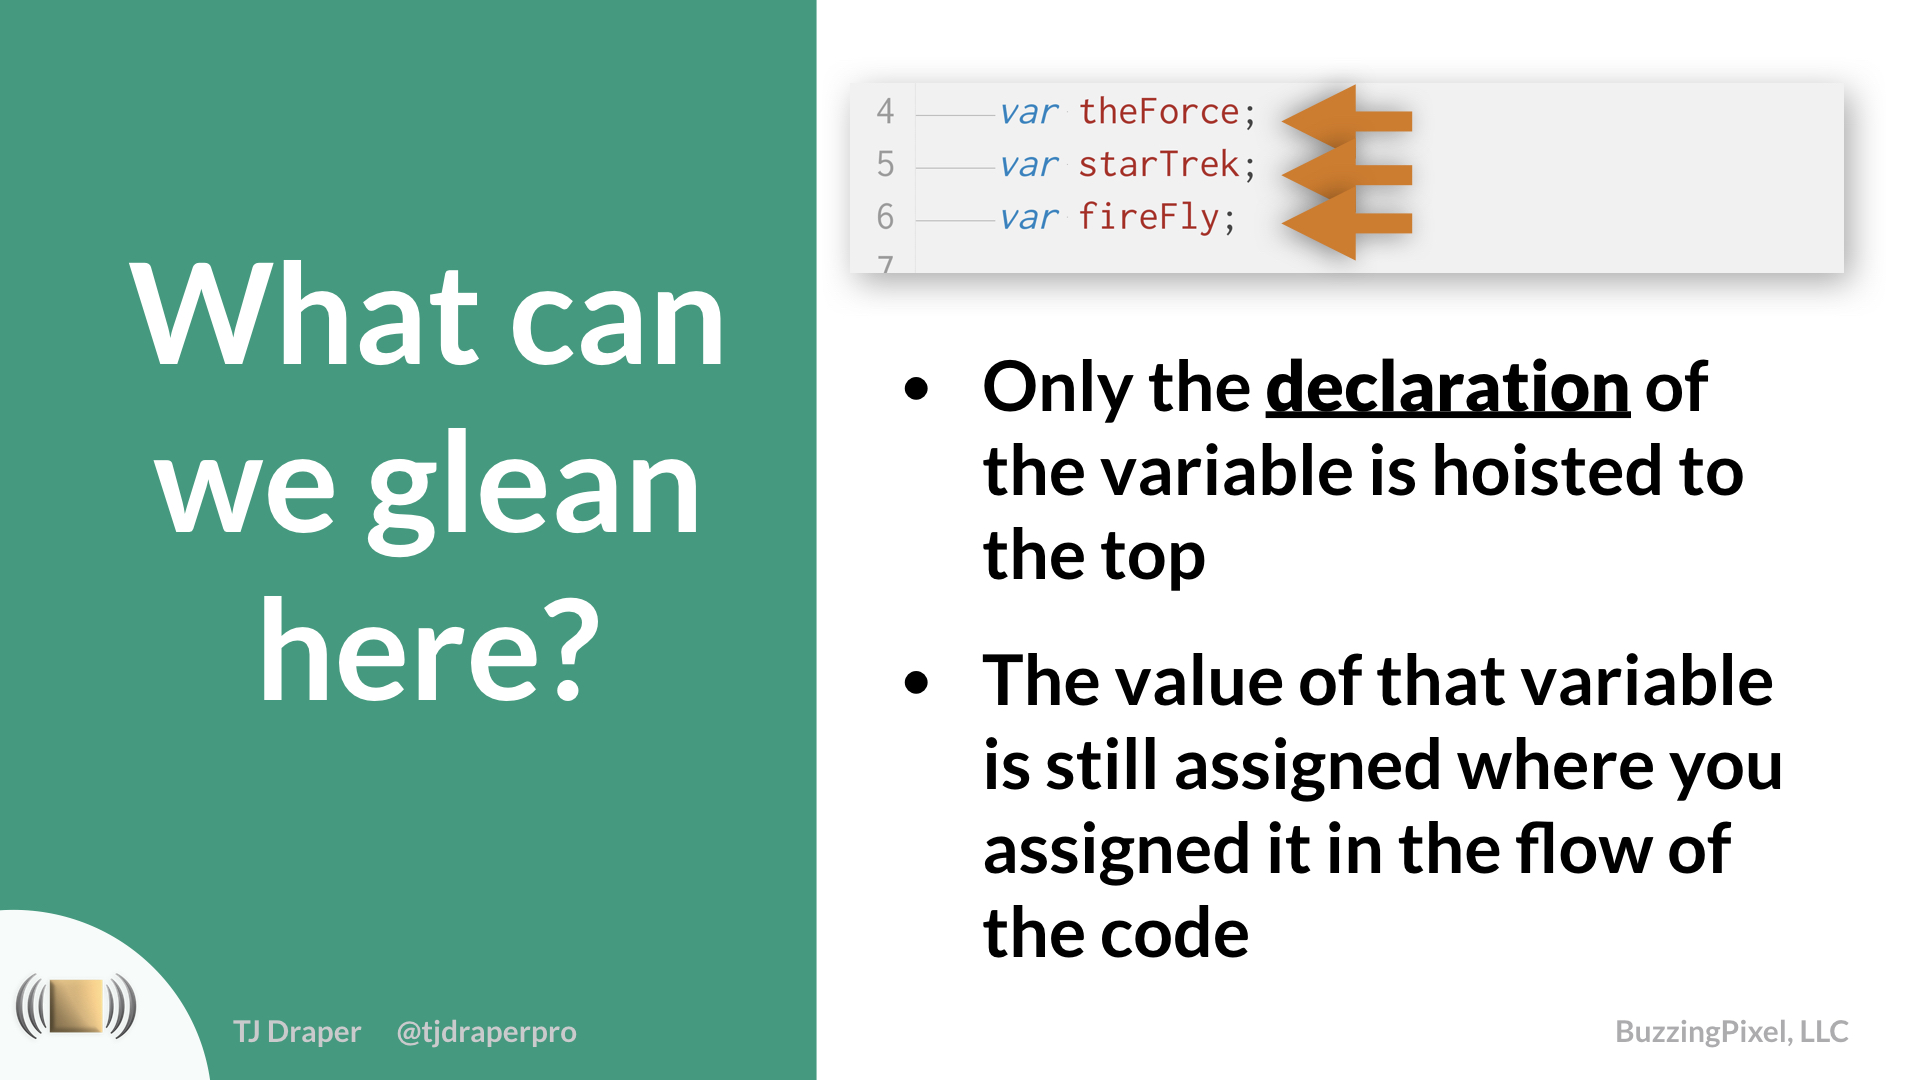 What can
we glean
here?
4 var theForce;
5 var starTrek;
6 var fireFly;
7
• Only the declaration of
the variable is hoisted to
the top
• The value of that variable
is still assigned where you
assigned it in the flow of
the code
TJ Draper @tjdraperpro
BuzzingPixel, LLC